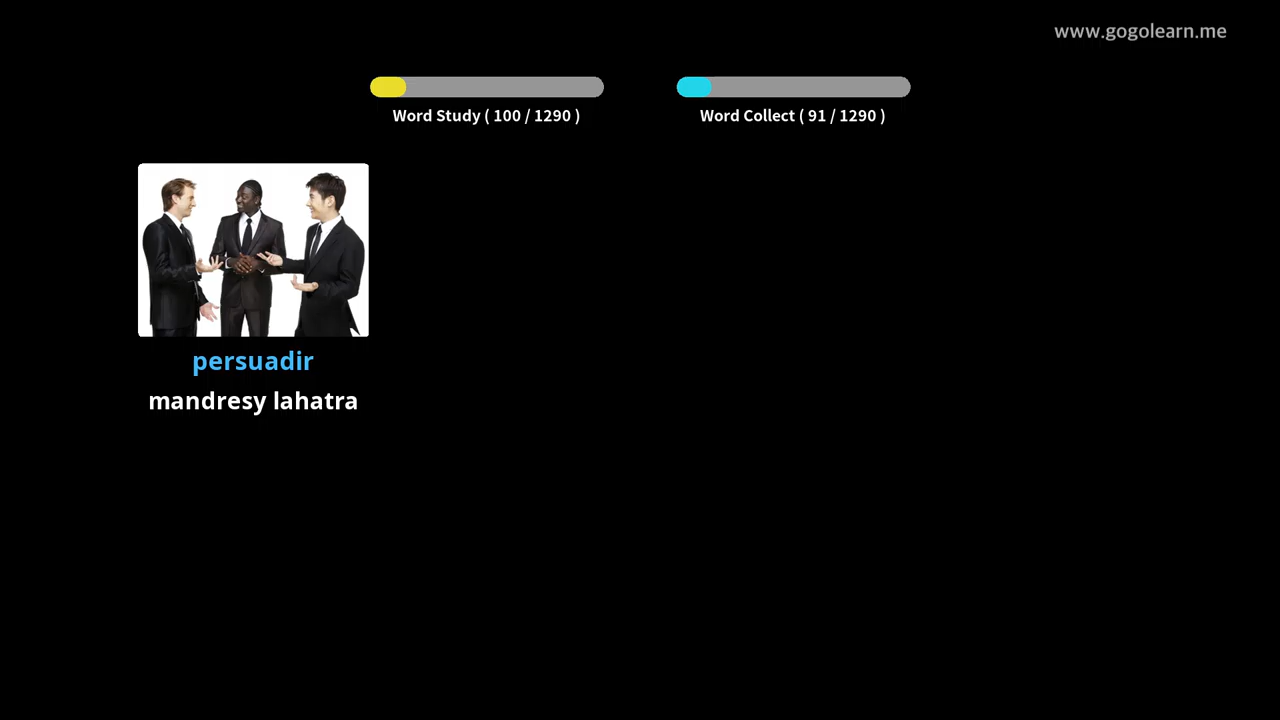 www.gogolearn.me
Word Study ( 100 / 1290 )
Word Collect ( 91 / 1290 )
persuadir
mandresy lahatra